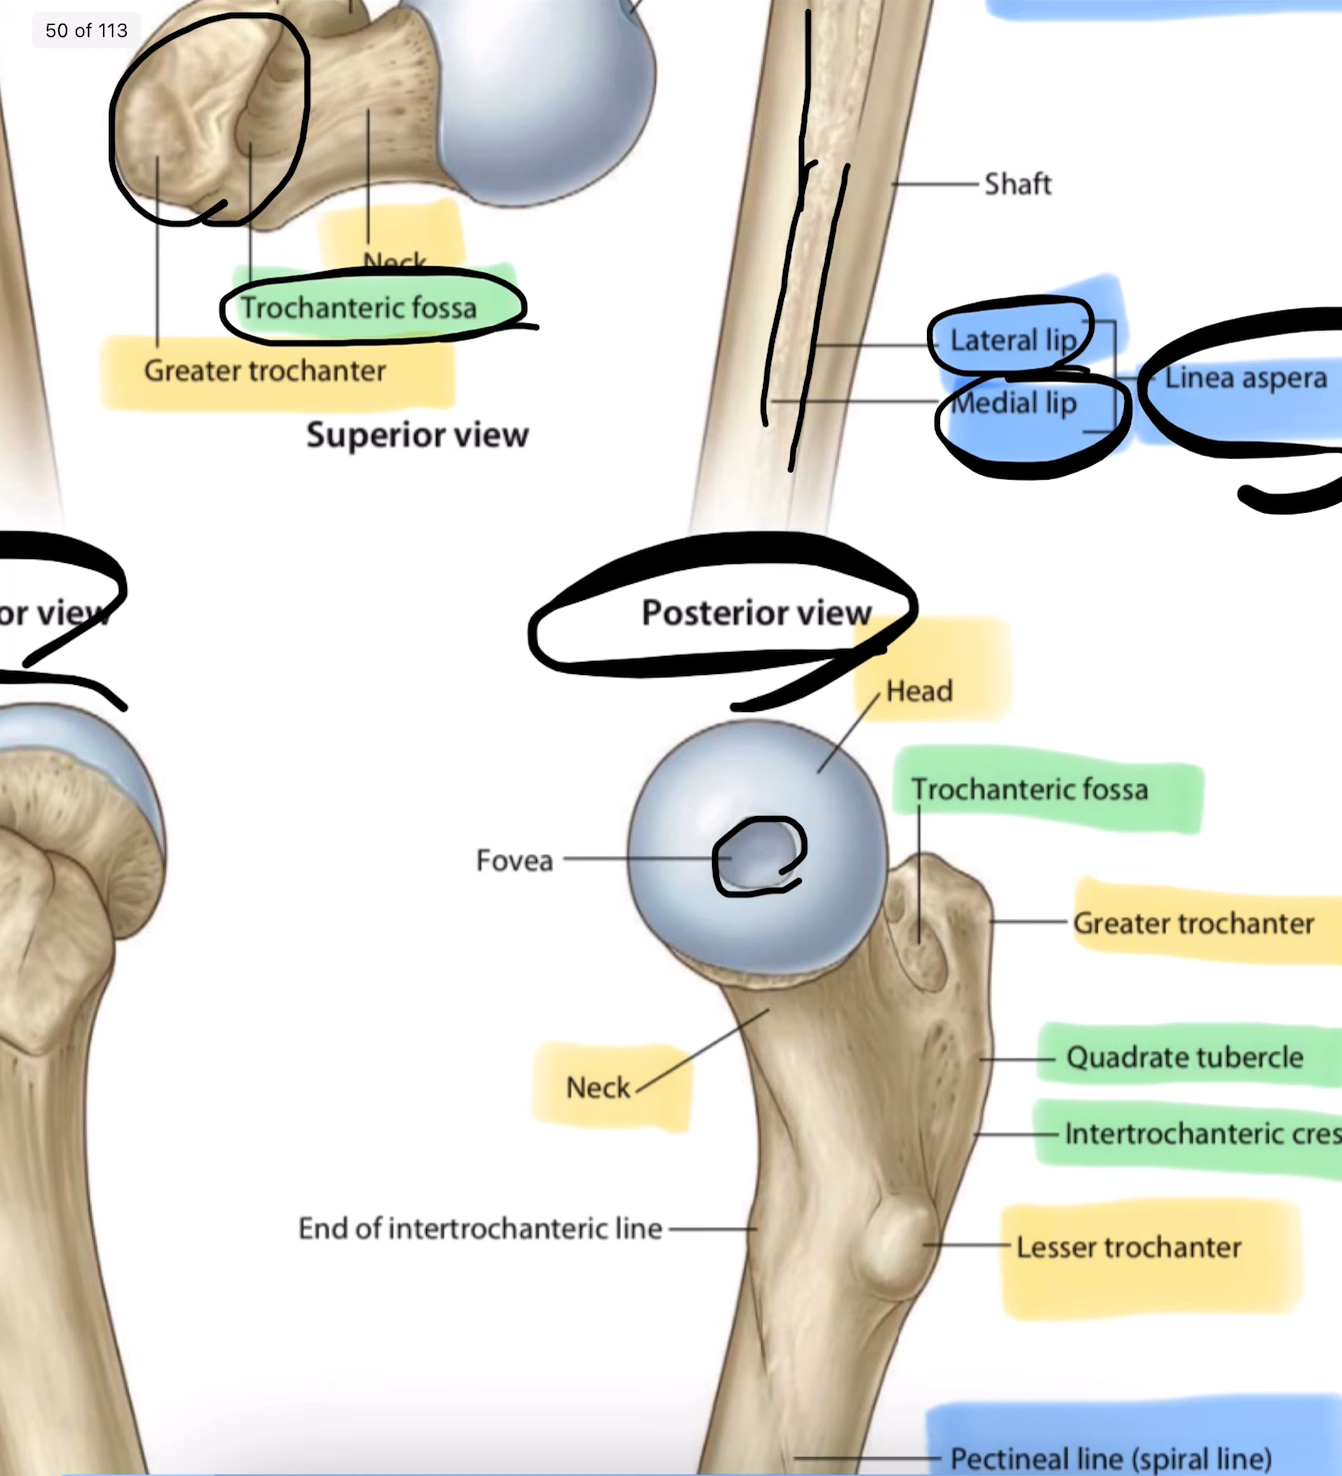 50 of 113
Shaft
Neck
Trochanteric fossa
Greater trochanter
Superior view
Lateral lip
Medial lip
Linea aspera
or view
Posterior view
Head
Trochanteric fossa
Fovea
Greater trochanter
Quadrate tubercle
Neck
Intertrochanteric cres
End of intertrochanteric line
Lesser trochanter
Pectineal line (spiral line)